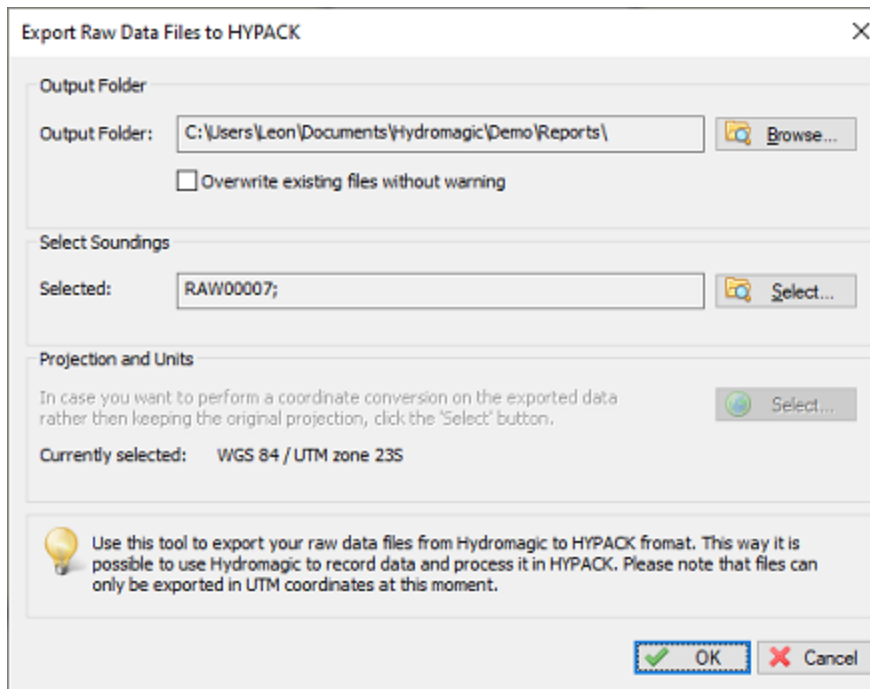 Export Raw Data Files to HYPACK
Output Folder
Output Folder: C:\Users\Leon\Documents\Hydromagic\Demo\Reports\ Browse...
Overwrite existing files without warning
Select Soundings
Selected: RAW00007; Select...
Projection and Units
In case you want to perform a coordinate conversion on the exported data
rather then keeping the original projection, click the 'Select' button.
Select...
Currently selected: WGS 84 / UTM zone 23S
Use this tool to export your raw data files from Hydromagic to HYPACK fromat. This way it is
possible to use Hydromagic to record data and process it in HYPACK. Please note that files can
only be exported in UTM coordinates at this moment.
OK Cancel